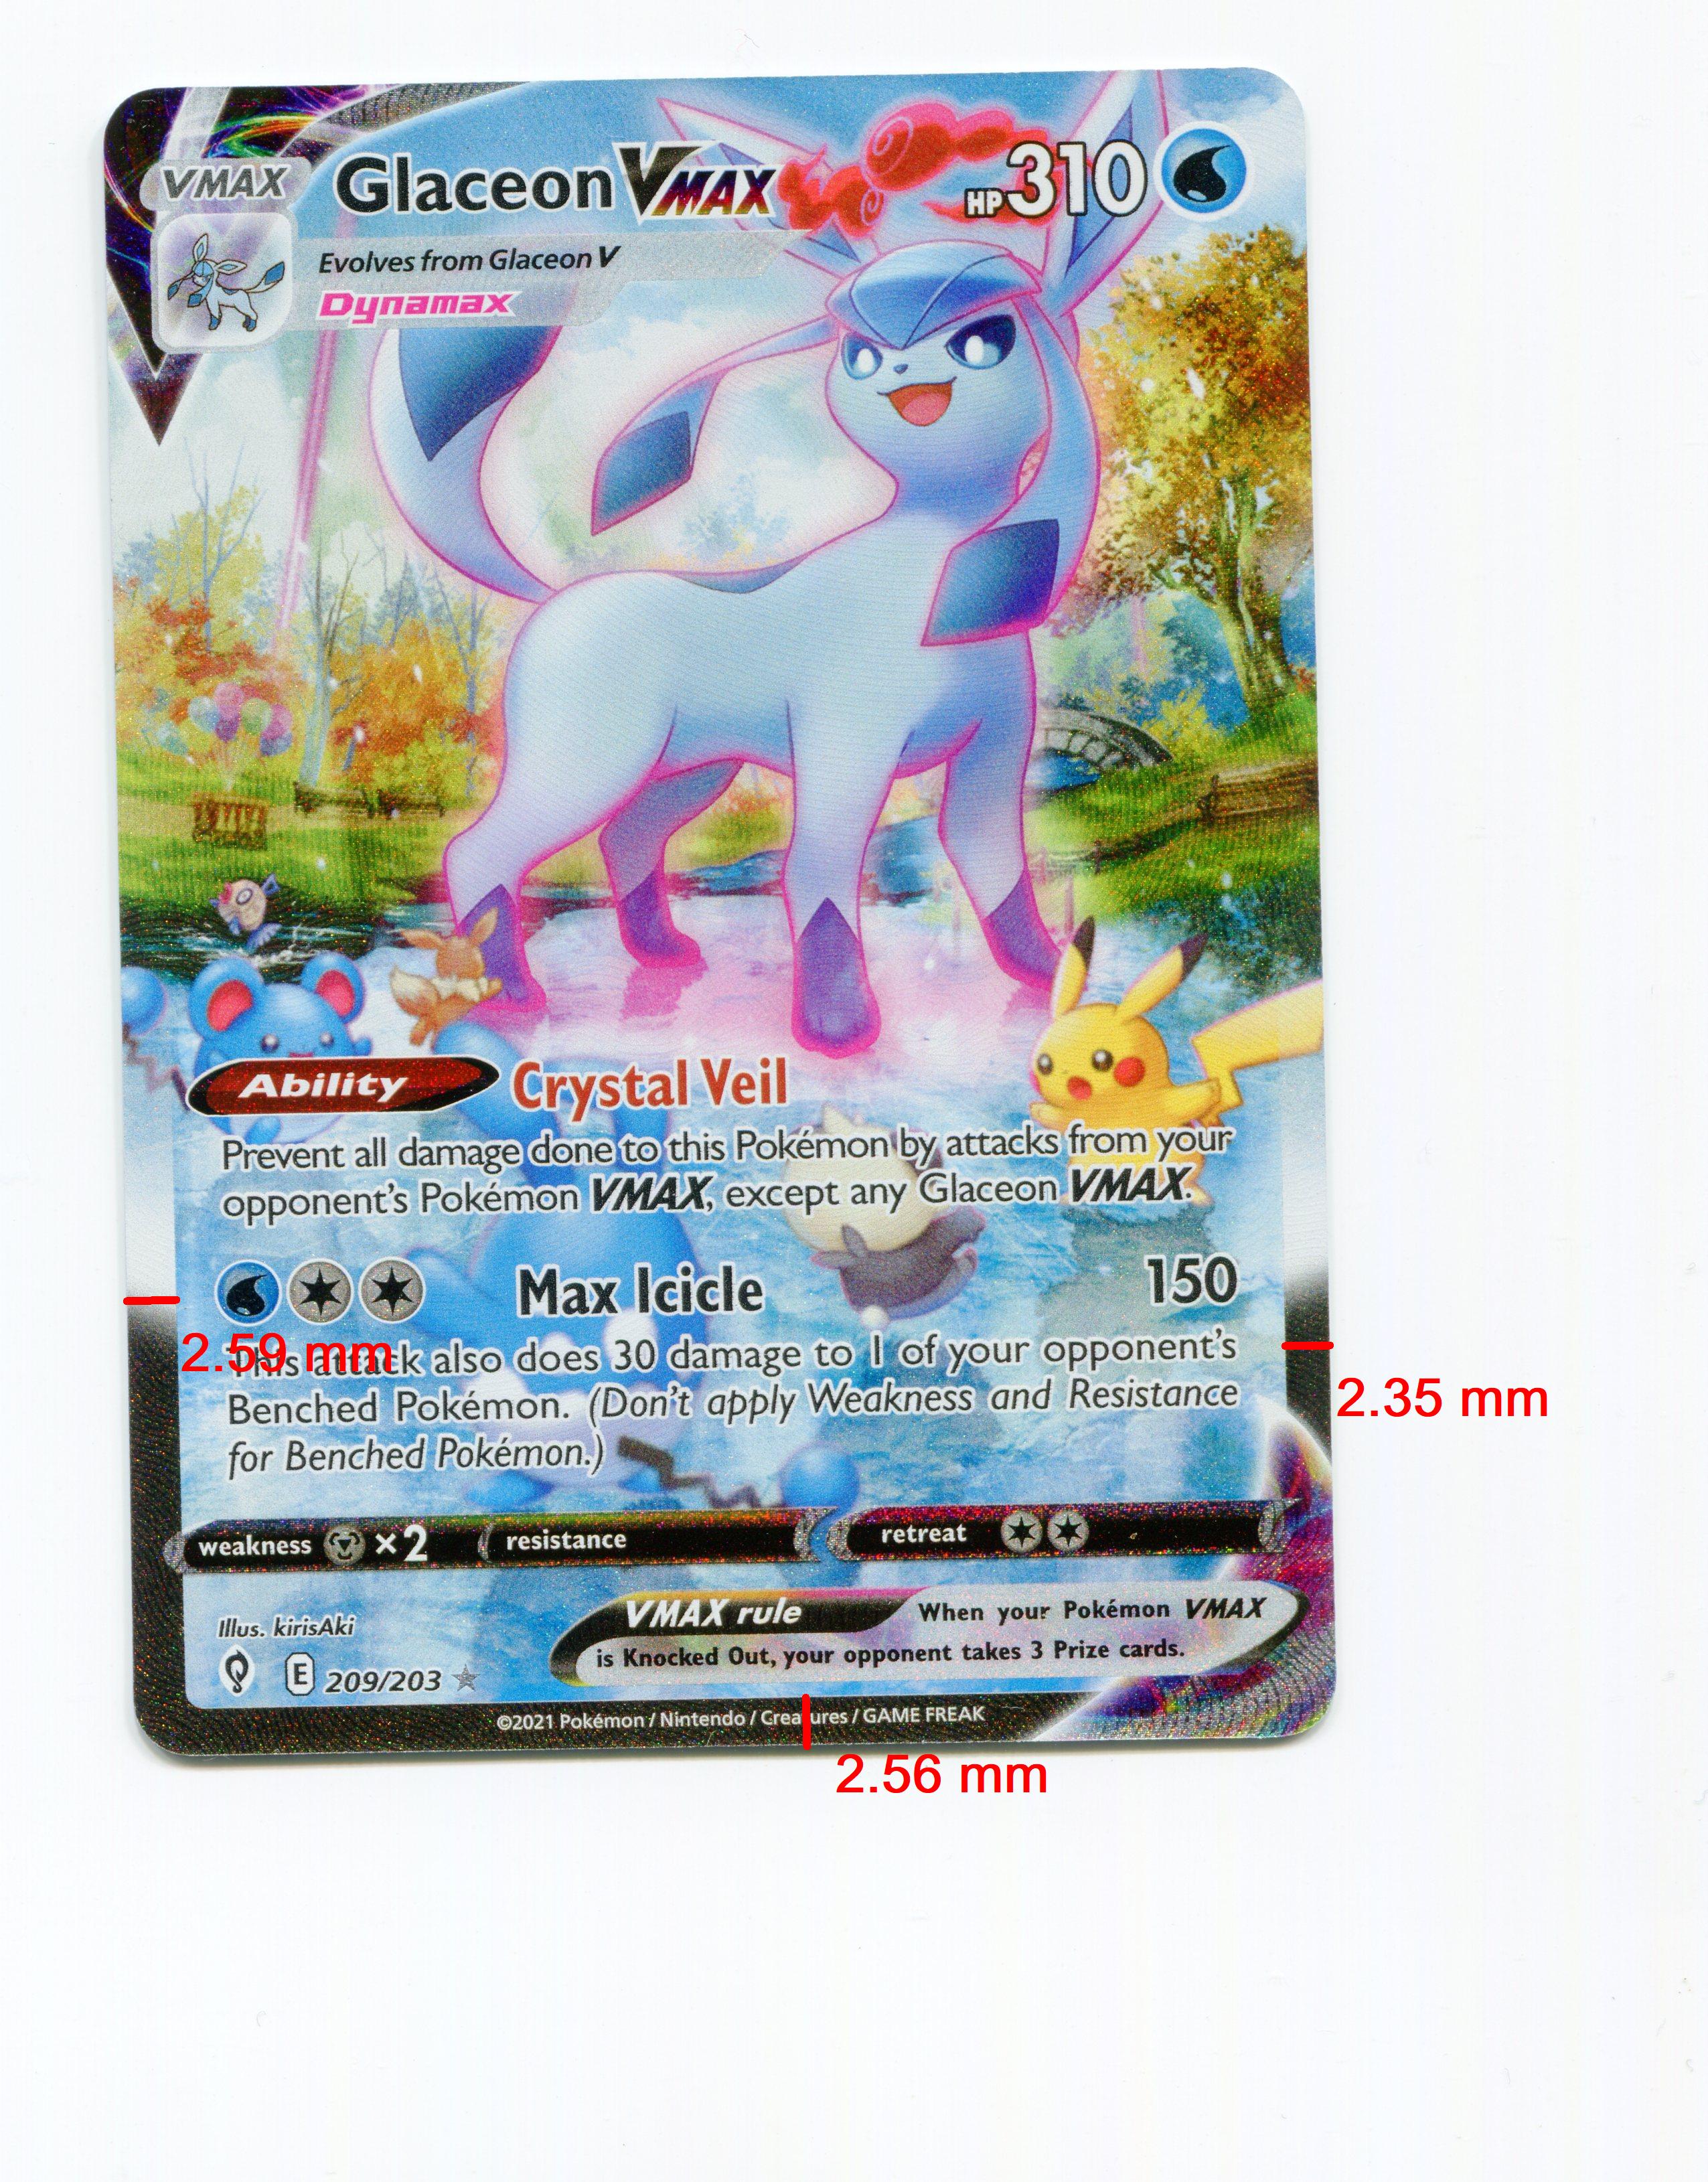 VMAX
Glaceon VMAX HP 310
Evolves from Glaceon V
Dynamax
Ability Crystal Veil
Prevent all damage done to this Pokémon by attacks from your
opponent's Pokémon VMAX, except any Glaceon VMAX.
Max Icicle 150
2.59 mm
This attack also does 30 damage to 1 of your opponent's
2.35 mm
Benched Pokémon. (Don't apply Weakness and Resistance
for Benched Pokémon.)
weakness ×2 resistance retreat
VMAX rule When your Pokémon VMAX
is Knocked Out, your opponent takes 3 Prize cards.
Illus. kirisAki
E 209/203
©2021 Pokémon / Nintendo / Creatures / GAME FREAK
2.56 mm